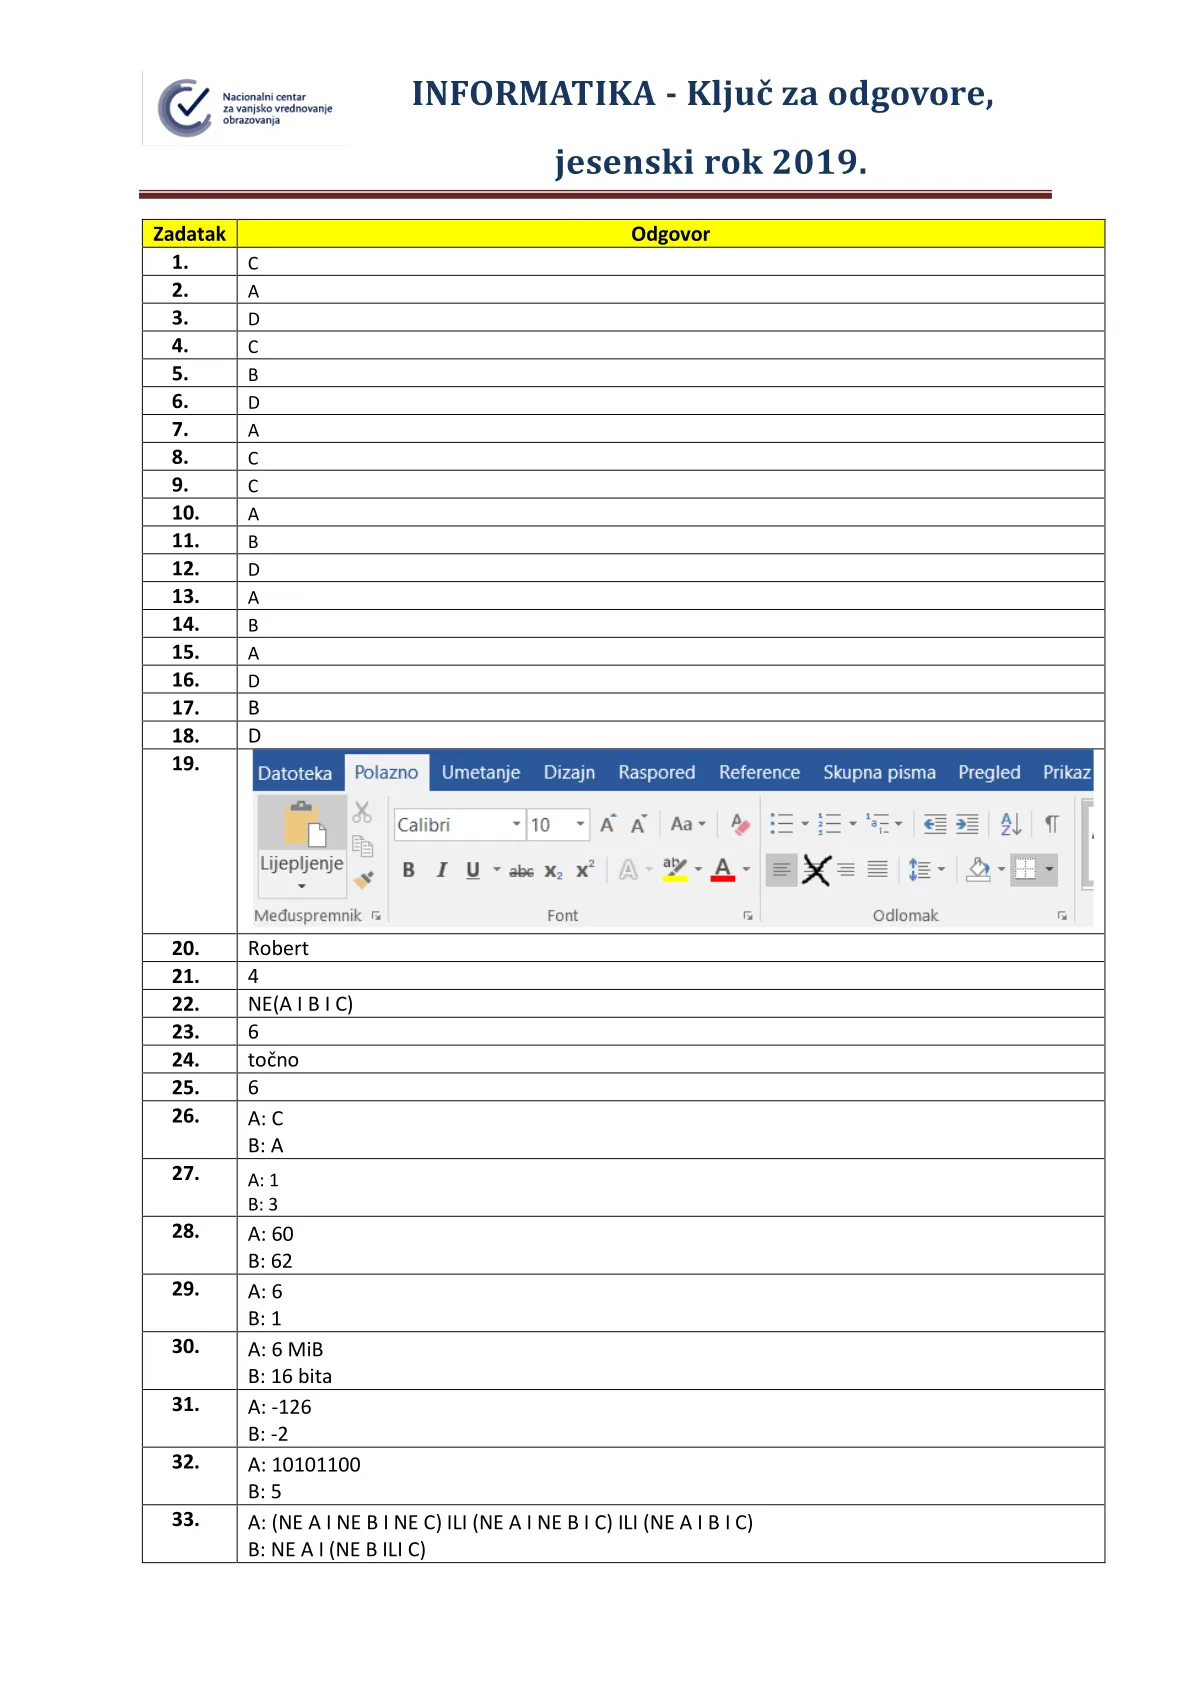 Nacionalni centar
za vanjsko vrednovanje
obrazovanja
INFORMATIKA - Ključ za odgovore,
jesenski rok 2019.
Zadatak Odgovor
1. C
2. A
3. D
4. C
5. B
6. D
7. A
8. C
9. C
10. A
11. B
12. D
13. A
14. B
15. A
16. D
17. B
18. D
19.
Datoteka Polazno Umetanje Dizajn Raspored Reference Skupna pisma Pregled Prikaz
Calibri 10 Aa
Lijepljenje
B I U abc x₂ x² A ab A
Međuspremnik Font Odlomak
20. Robert
21. 4
22. NE(A I B I C)
23. 6
24. točno
25. 6
26. A: C
B: A
27. A: 1
B: 3
28. A: 60
B: 62
29. A: 6
B: 1
30. A: 6 MiB
B: 16 bita
31. A: -126
B: -2
32. A: 10101100
B: 5
33. A: (NE A I NE B I NE C) ILI (NE A I NE B I C) ILI (NE A I B I C)
B: NE A I (NE B ILI C)